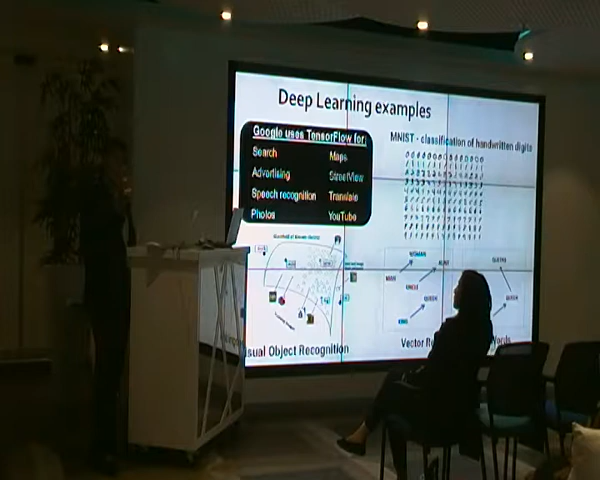 Deep Learning examples
Google uses TensorFlow for:
Search
Maps
Advertising
StreetView
Speech recognition
Translate
Photos
YouTube
MNIST - classification of handwritten digits
WOMAN
AUNT
QUEENS
MAN
UNCLE
QUEEN
QUEEN
KING
sual Object Recognition
Vector